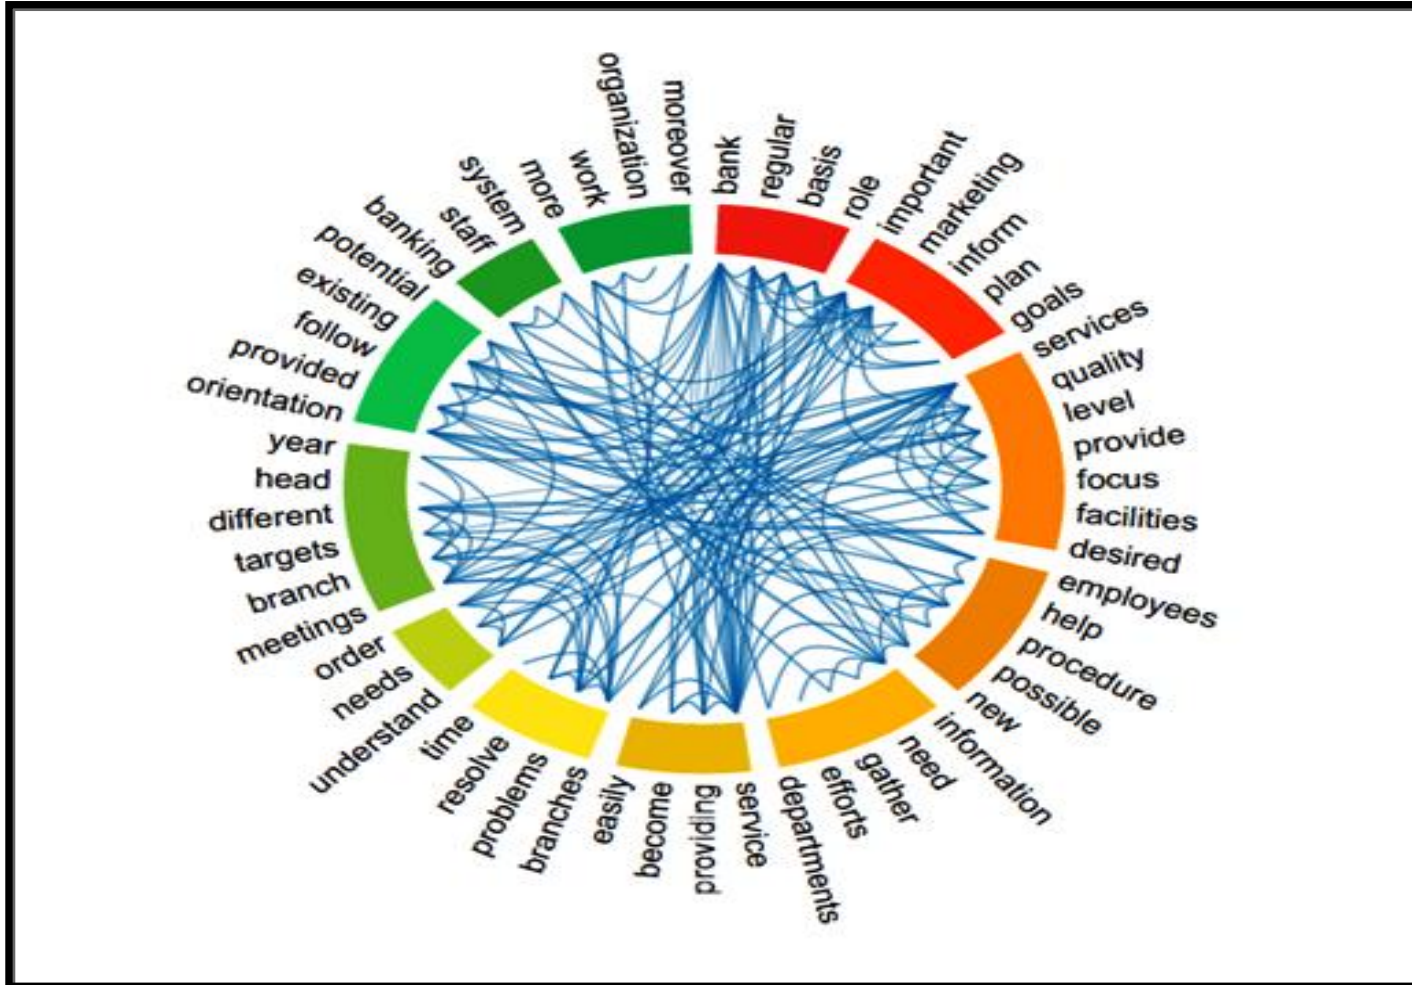 bank
regular
basis
role
important
marketing
inform
plan
goals
services
quality
level
provide
focus
facilities
desired
employees
help
procedure
possible
new
information
need
gather
efforts
departments
service
providing
become
easily
branches
problems
resolve
time
understand
needs
order
meetings
branch
targets
different
head
year
orientation
provided
follow
existing
potential
banking
staff
system
more
work
organization
moreover